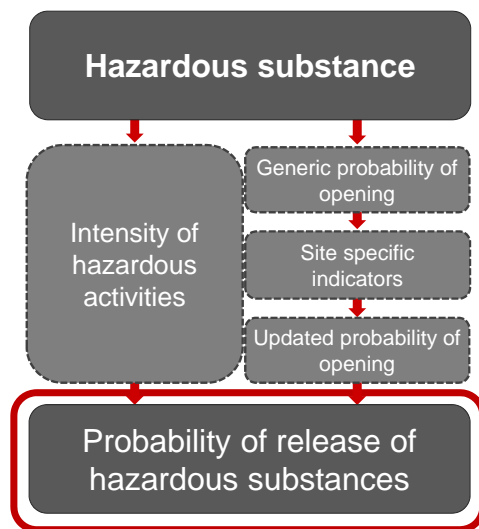 Hazardous substance
Intensity of
hazardous
activities
Generic probability of
opening
Site specific
indicators
Updated probability of
opening
Probability of release of
hazardous substances